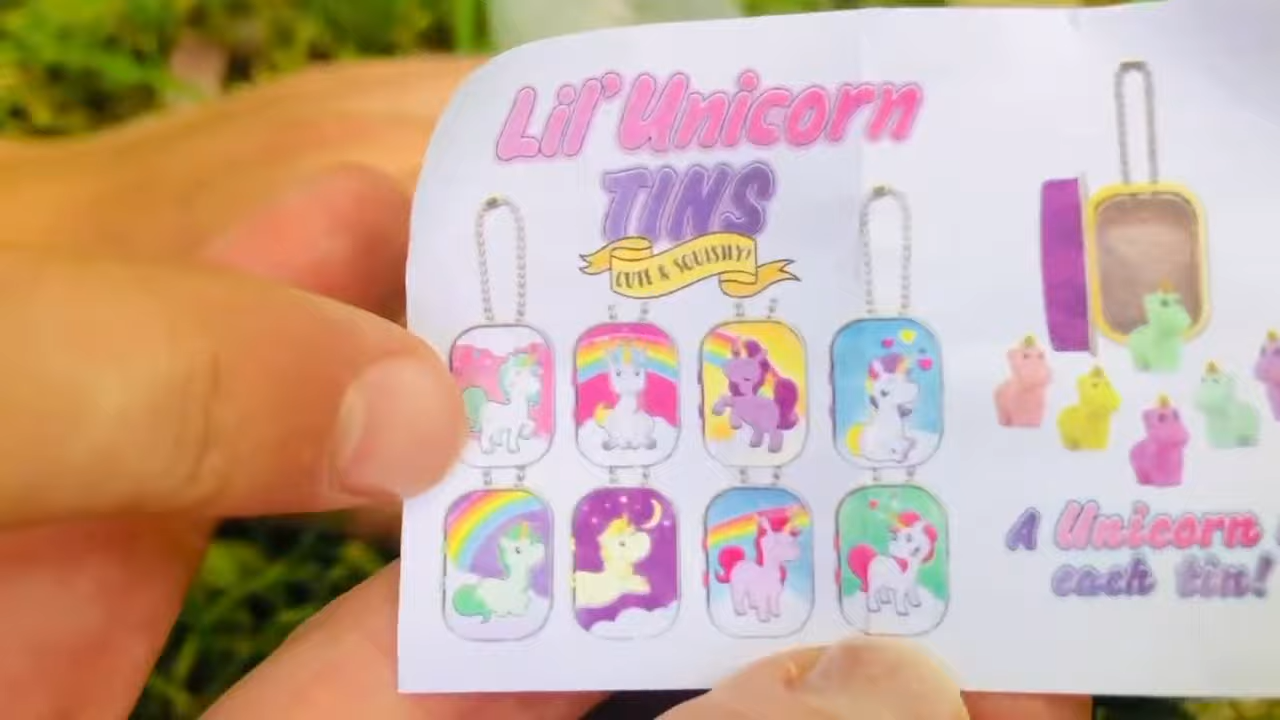 Lil' Unicorn
TINS
CUTE & SQUISHY!
A Unicorn
each tin!